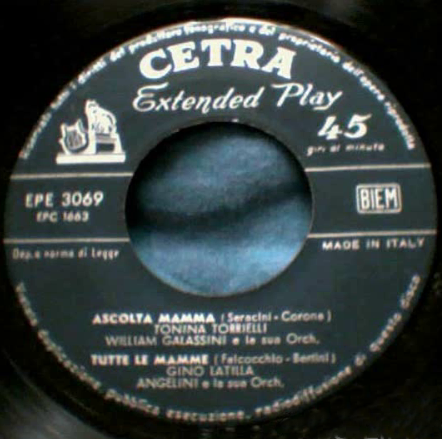 Riservati tutti i diritti del produttore fonografico e del proprietario dell'opera riprodotta
CETRA
Extended Play
45
giri al minuto
EPE 3069
EPC 1663
BIEM
Dep. a norma di Legge
MADE IN ITALY
ASCOLTA MAMMA (Seracini - Corone)
TONINA TORRIELLI
WILLIAM GALASSINI e la sua Orch.
TUTTE LE MAMME (Falcocchio - Bertini)
GINO LATILLA
ANGELINI e la sua Orch.
Vietate duplicazione, pubblica esecuzione, radiodiffusione di questo disco